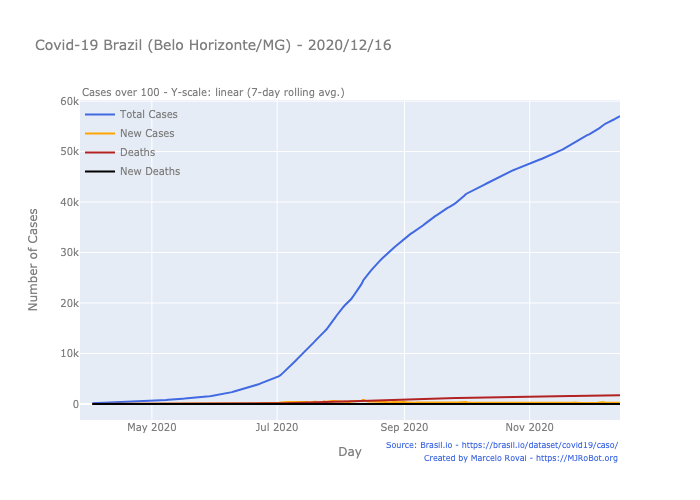 Covid-19 Brazil (Belo Horizonte/MG) - 2020/12/16
Cases over 100 - Y-scale: linear (7-day rolling avg.)
60k
Total Cases
New Cases
50k
Deaths
New Deaths
40k
30k
20k
10k
0
Number of Cases
May 2020
Jul 2020
Sep 2020
Nov 2020
Day
Source: Brasil.io - https://brasil.io/dataset/covid19/caso/
Created by Marcelo Rovai - https://MJRoBot.org